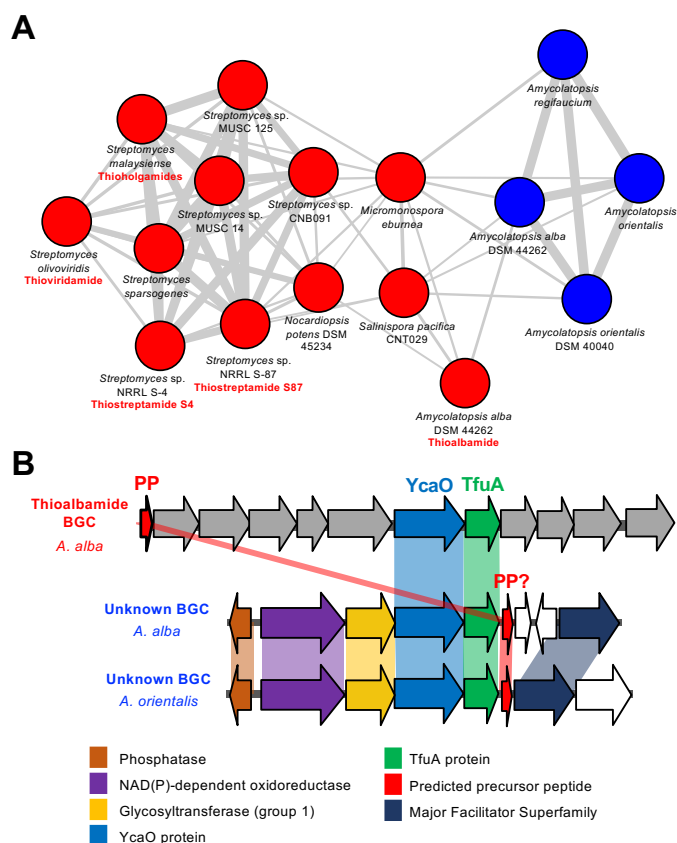 A
Streptomyces sp.
MUSC 125
Streptomyces
malaysiense
Thioholgamides
Streptomyces sp.
MUSC 14
Streptomyces sp.
CNB091
Micromonospora
eburnea
Amycolatopsis
regifaucium
Amycolatopsis alba
DSM 44262
Amycolatopsis
orientalis
Streptomyces
olivoviridis
Thioviridamide
Streptomyces
sparsogenes
Nocardiopsis
potens DSM
45234
Salinispora pacifica
CNT029
Amycolatopsis orientalis
DSM 40040
Streptomyces sp.
NRRL S-4
Thiostreptamide S4
Streptomyces sp.
NRRL S-87
Thiostreptamide S87
Amycolatopsis alba
DSM 44262
Thioalbamide
B
PP
YcaO
TfuA
Thioalbamide
BGC
A. alba
PP?
Unknown BGC
A. alba
Unknown BGC
A. orientalis
Phosphatase
NAD(P)-dependent oxidoreductase
Glycosyltransferase (group 1)
YcaO protein
TfuA protein
Predicted precursor peptide
Major Facilitator Superfamily